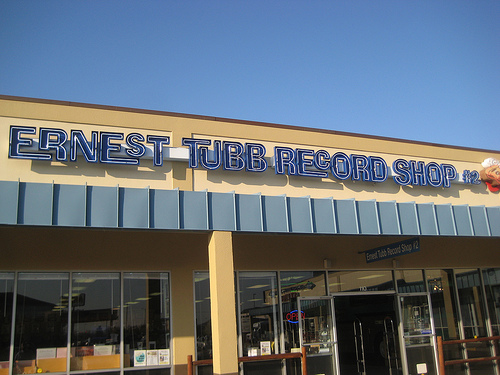 ERNEST TUBB RECORD SHOP #2
Ernest Tubb Record Shop #2